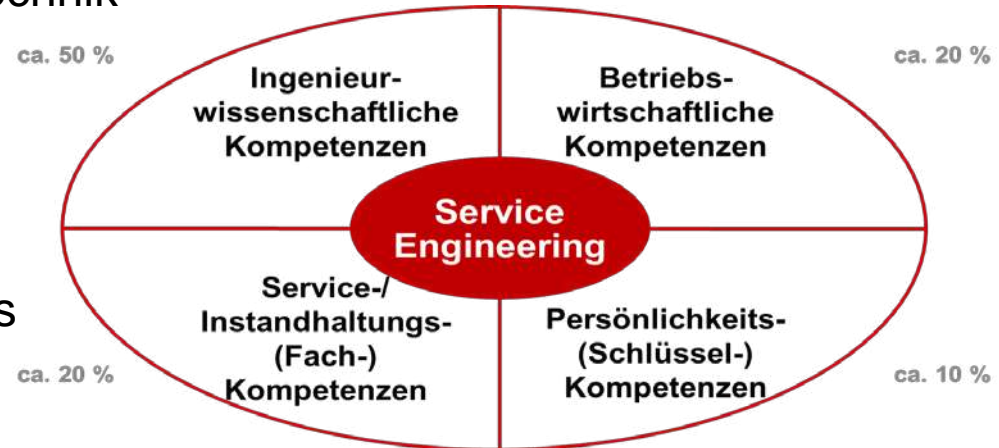 ca. 50 %
ca. 20 %
Ingenieur-
wissenschaftliche
Kompetenzen
Betriebs-
wirtschaftliche
Kompetenzen
Service
Engineering
Service-/
Instandhaltungs-
(Fach-)
Kompetenzen
Persönlichkeits-
(Schlüssel-)
Kompetenzen
ca. 20 %
ca. 10 %